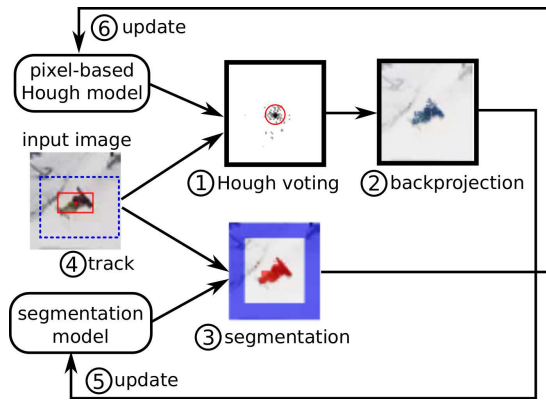 ⑥ update
pixel-based
Hough model
input image
① Hough voting
② backprojection
④ track
segmentation
model
③ segmentation
⑤ update